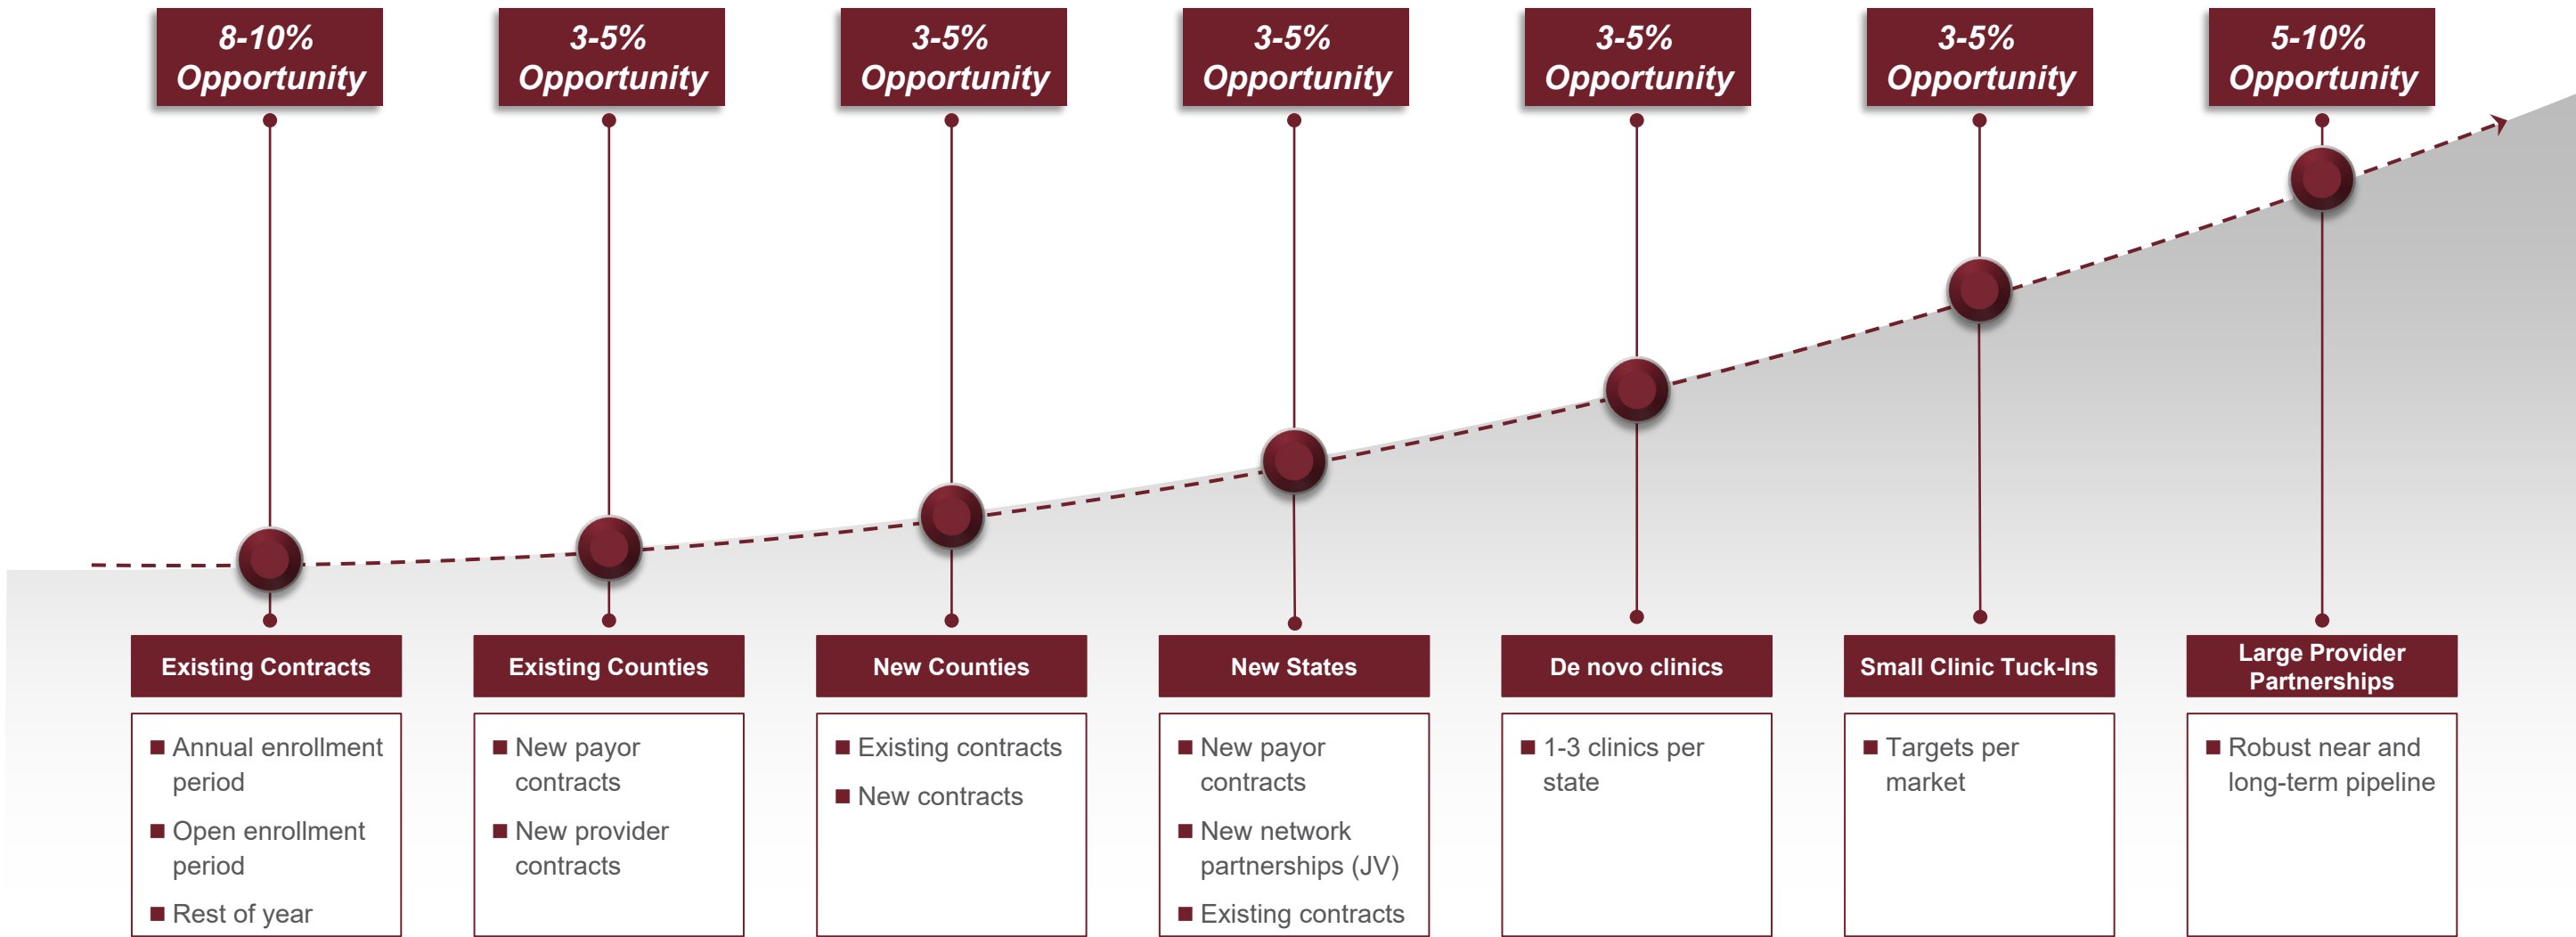 8-10%
Opportunity
3-5%
Opportunity
3-5%
Opportunity
3-5%
Opportunity
3-5%
Opportunity
3-5%
Opportunity
5-10%
Opportunity
Existing Contracts
■ Annual enrollment
period
■ Open enrollment
period
■ Rest of year
Existing Counties
■ New payor
contracts
■ New provider
contracts
New Counties
■ Existing contracts
■ New contracts
New States
■ New payor
contracts
■ New network
partnerships (JV)
■ Existing contracts
De novo clinics
■ 1-3 clinics per
state
Small Clinic Tuck-Ins
■ Targets per
market
Large Provider
Partnerships
■ Robust near and
long-term pipeline